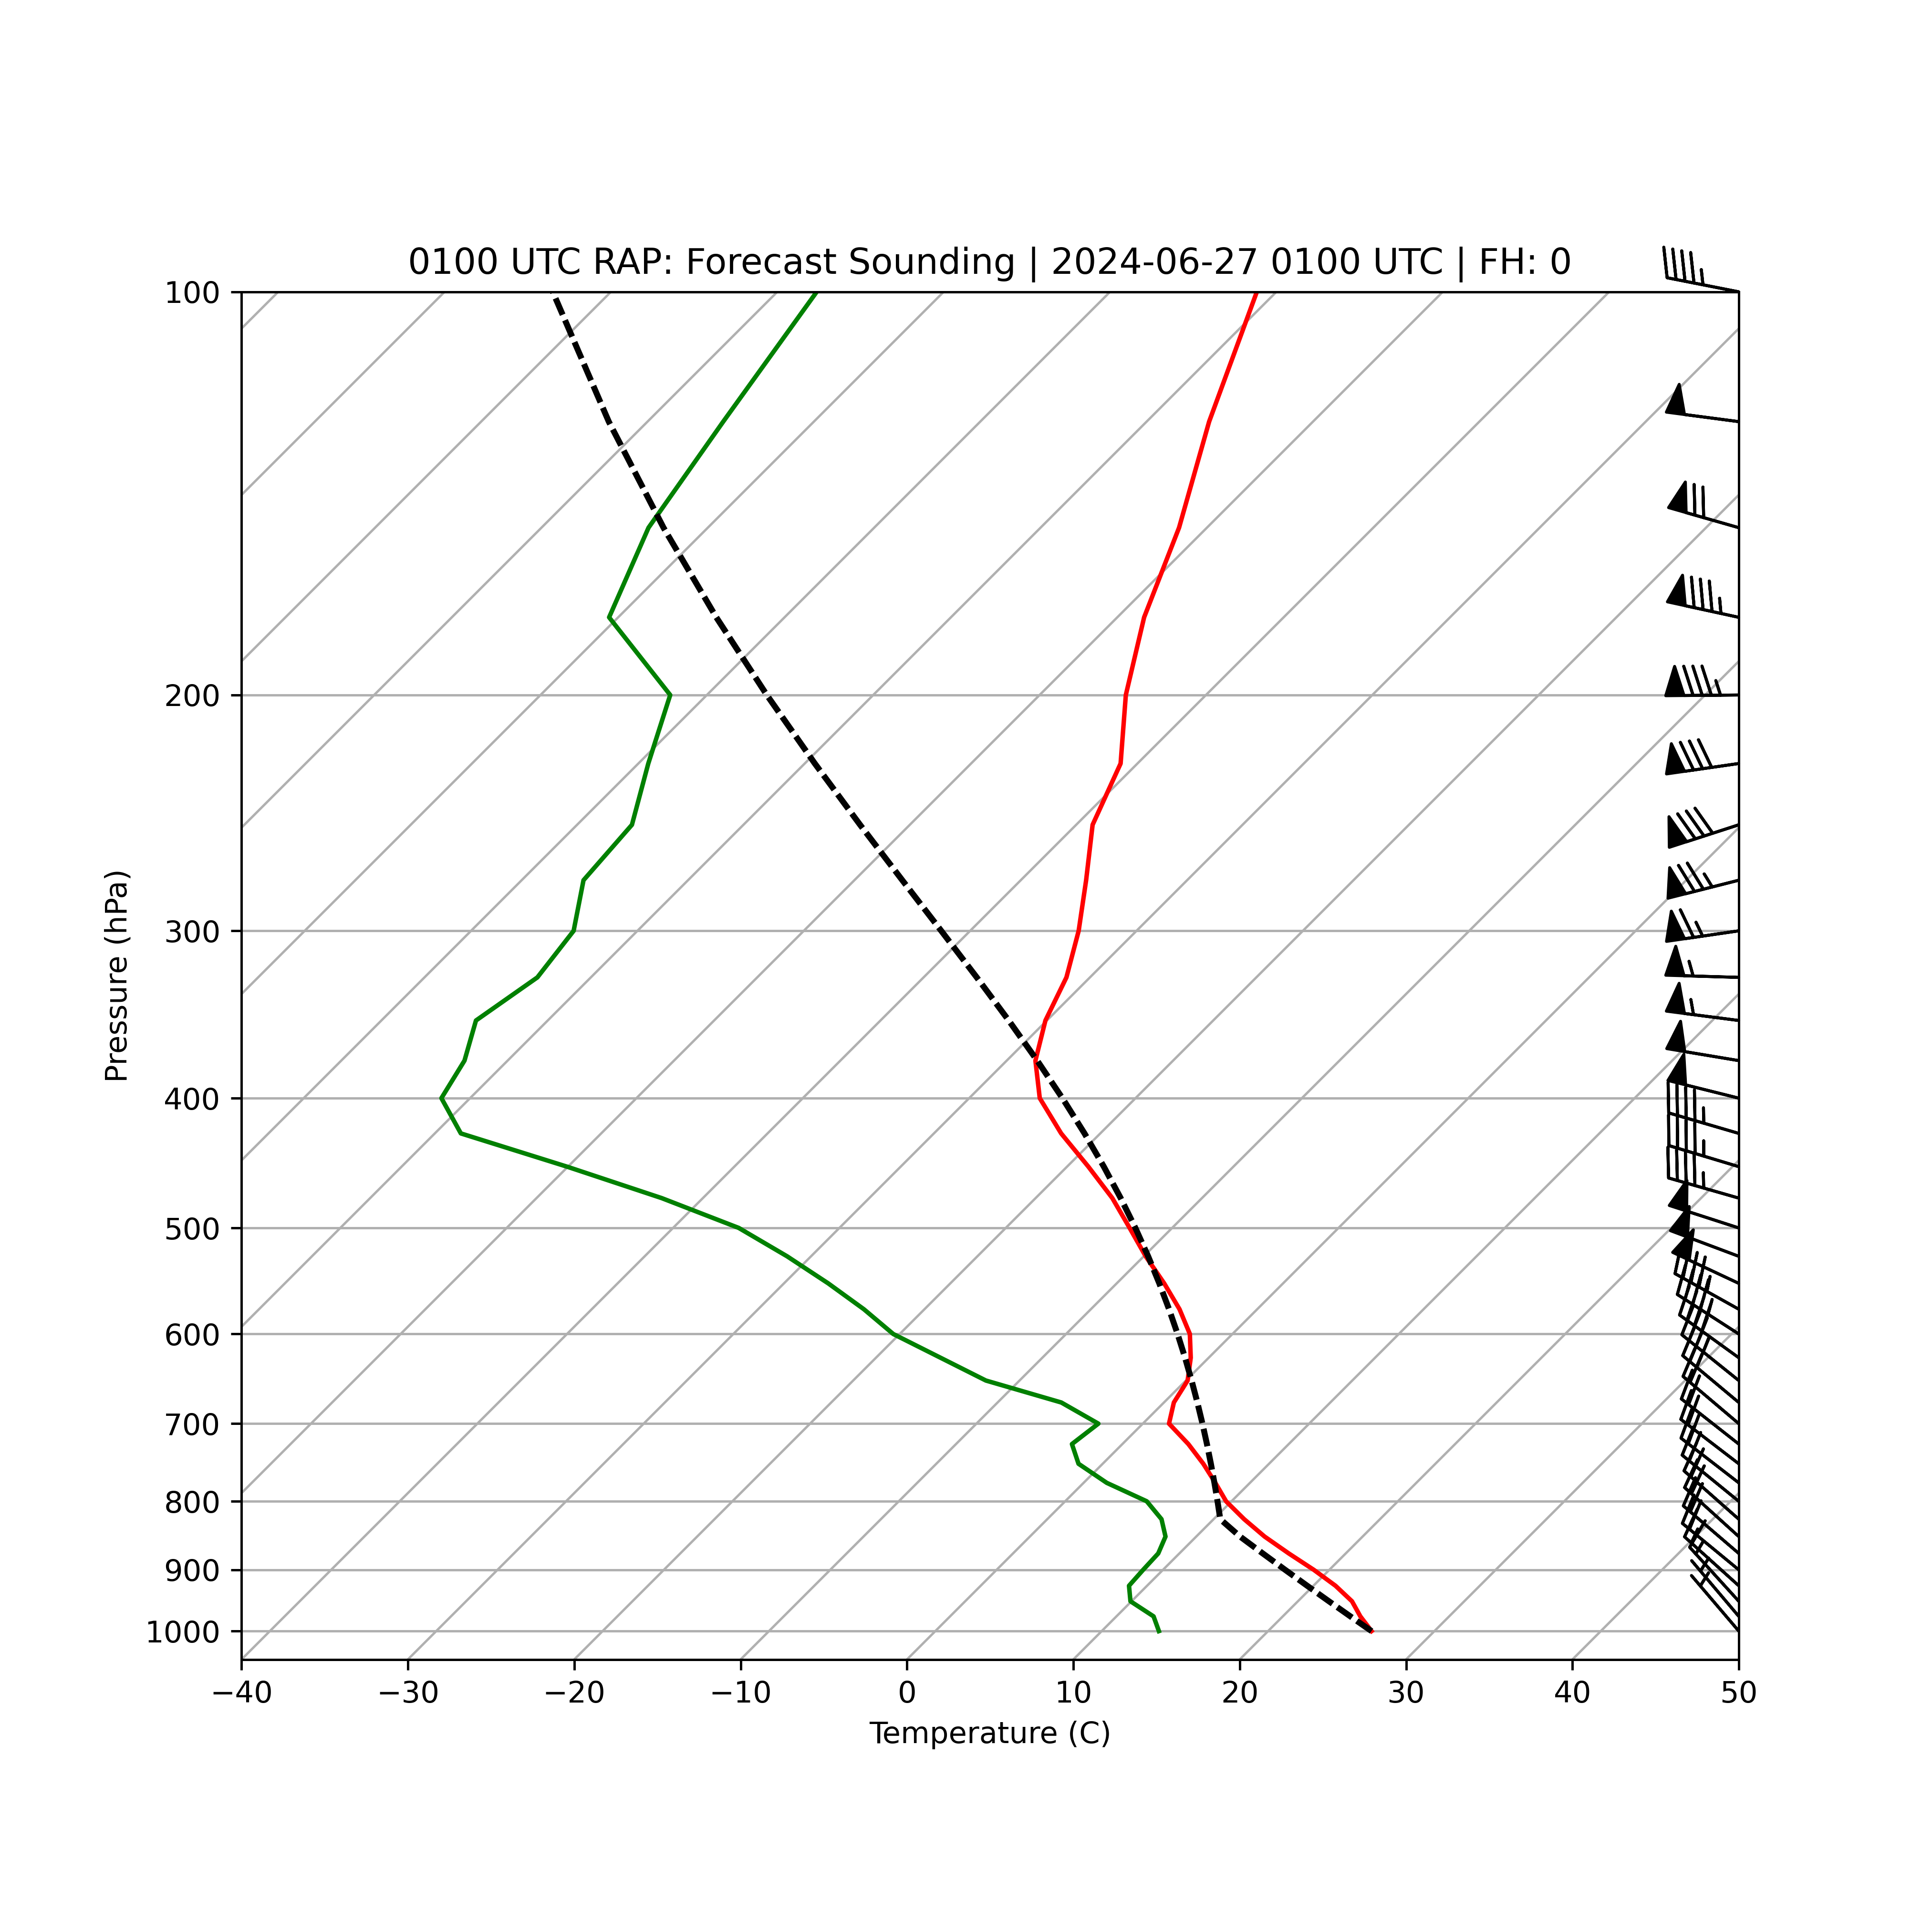 0100 UTC RAP: Forecast Sounding | 2024-06-27 0100 UTC | FH: 0
100
200
300
400
500
600
700
800
900
1000
Pressure (hPa)
−40 −30 −20 −10 0 10 20 30 40 50
Temperature (C)